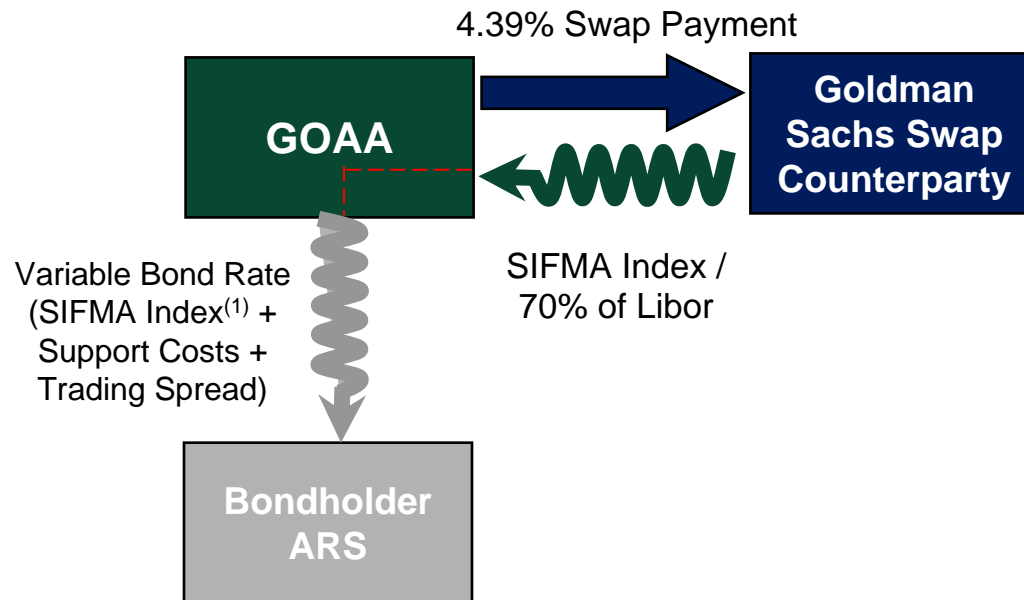 4.39% Swap Payment
GOAA
Goldman
Sachs Swap
Counterparty
SIFMA Index /
70% of Libor
Variable Bond Rate
(SIFMA Index(1) +
Support Costs +
Trading Spread)
Bondholder
ARS